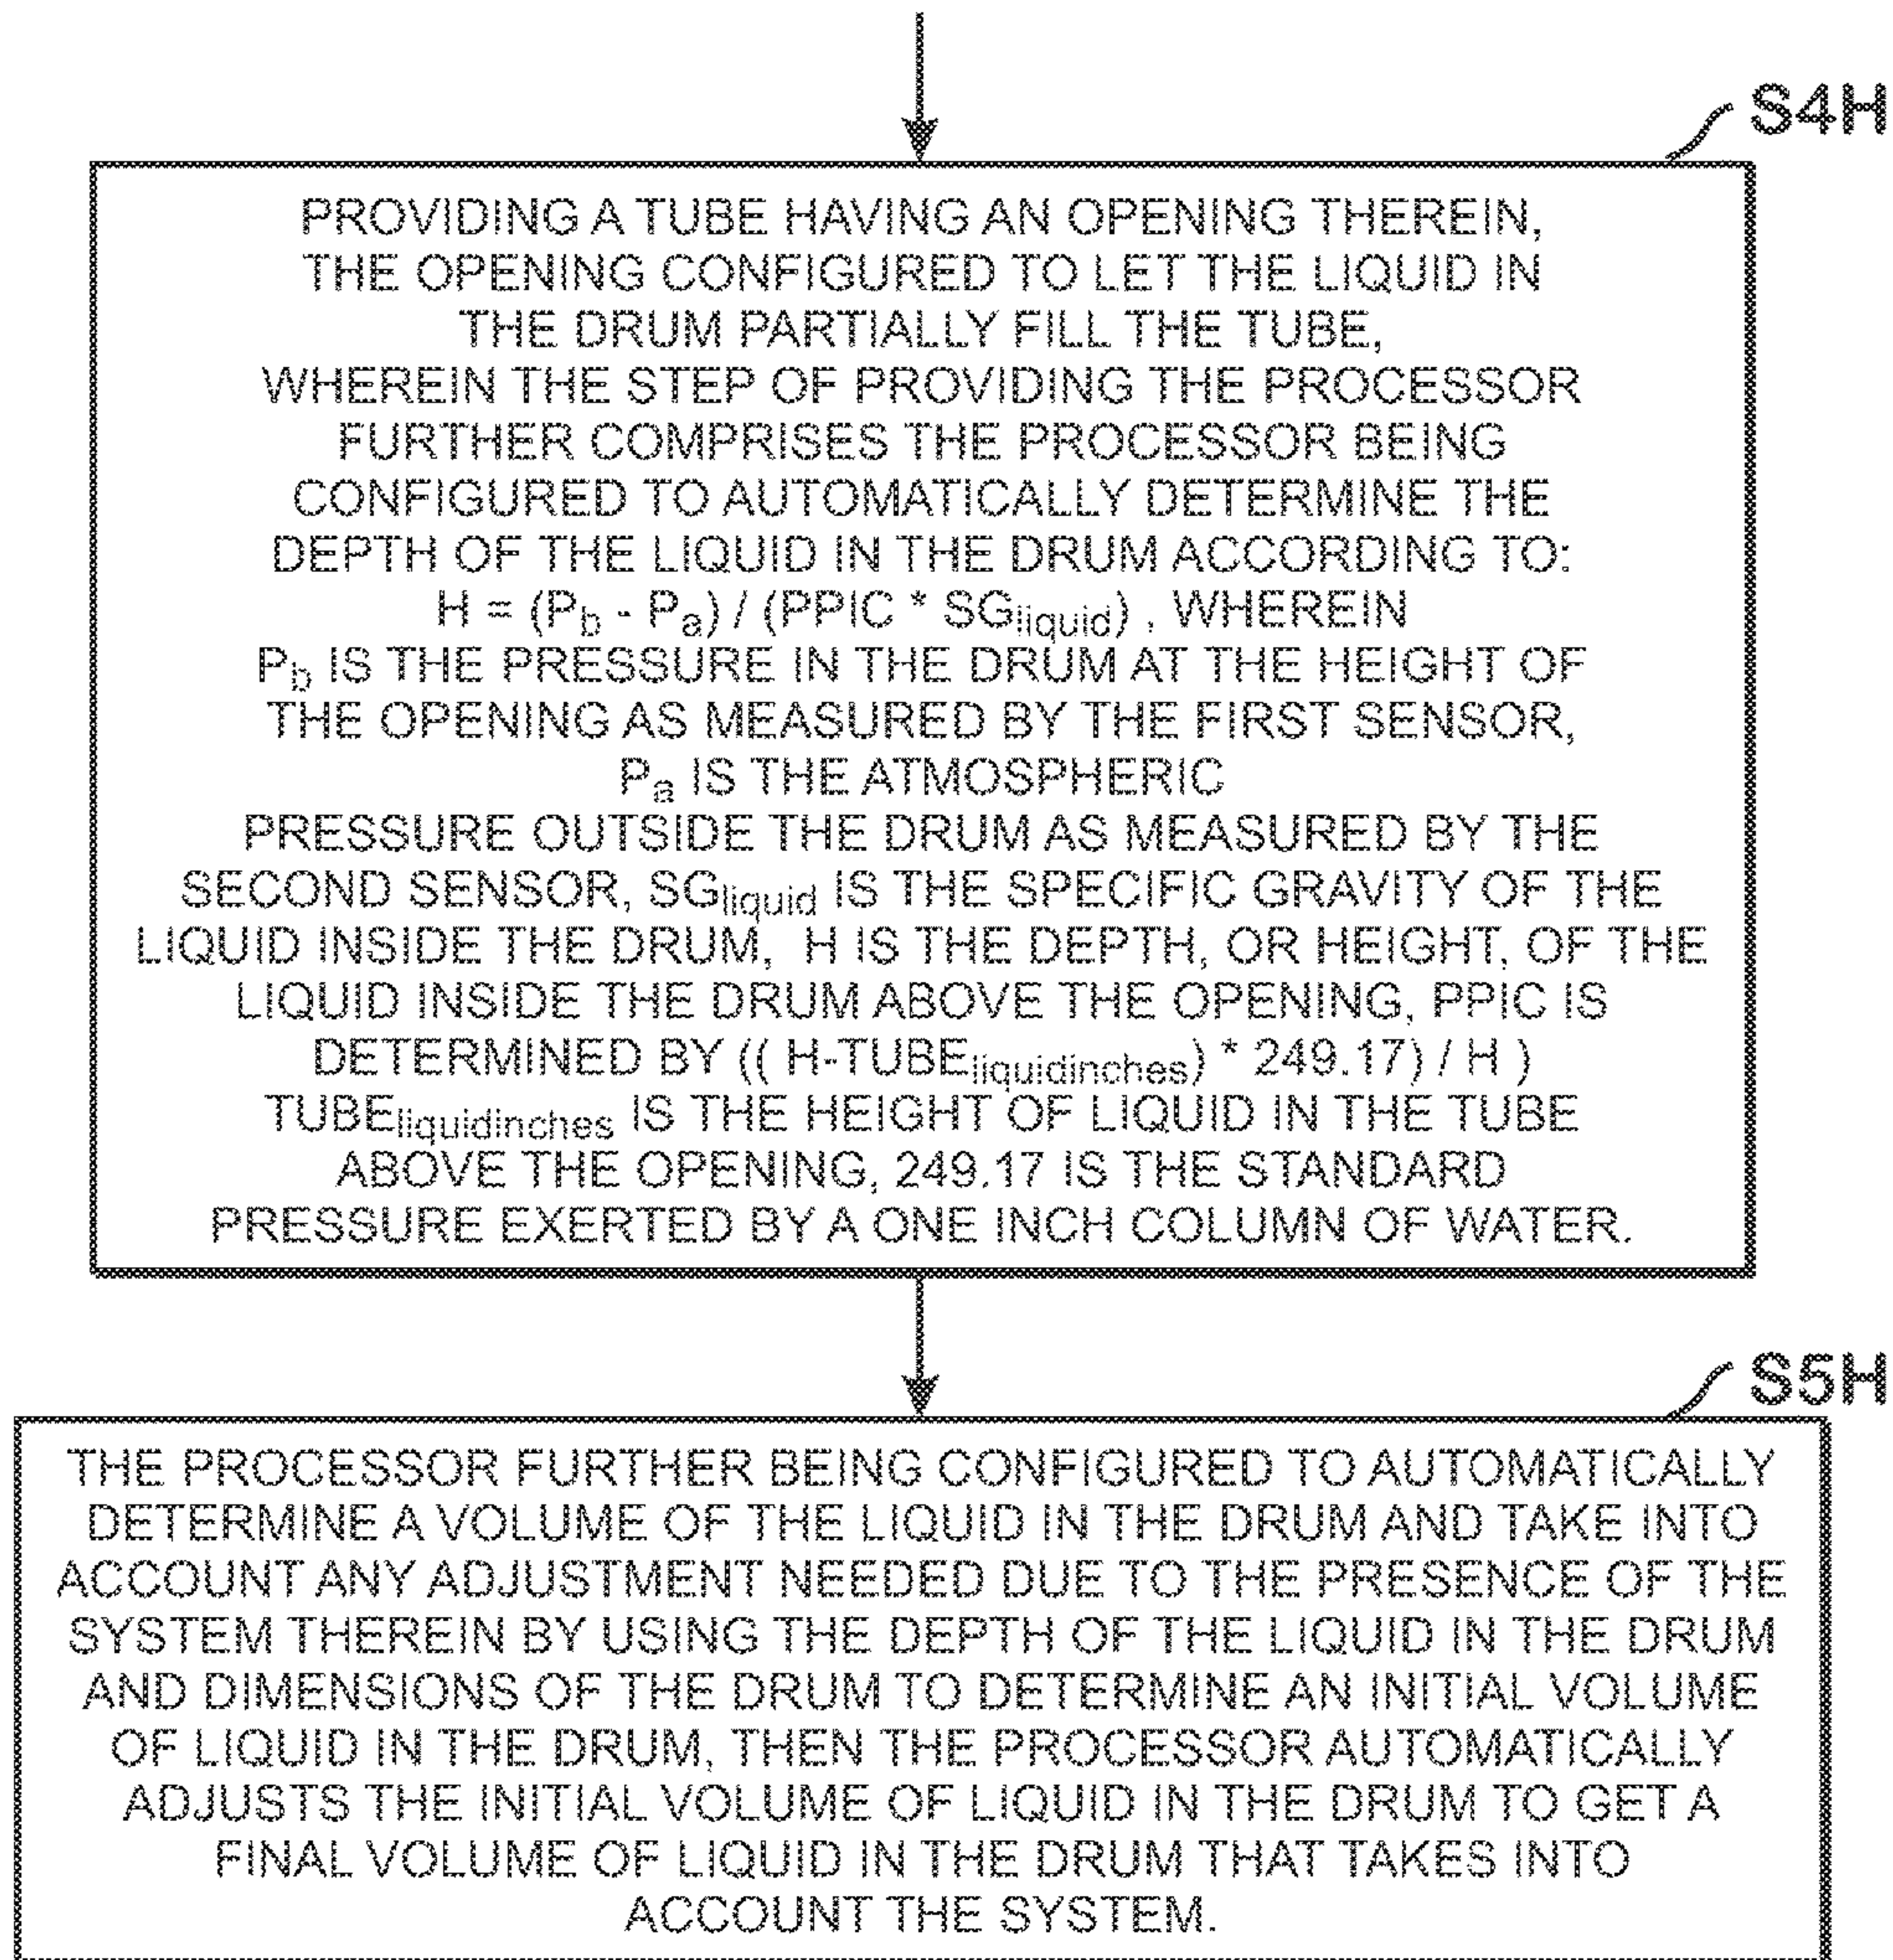 S4H
PROVIDING A TUBE HAVING AN OPENING THEREIN,
THE OPENING CONFIGURED TO LET THE LIQUID IN
THE DRUM PARTIALLY FILL THE TUBE,
WHEREIN THE STEP OF PROVIDING THE PROCESSOR
FURTHER COMPRISES THE PROCESSOR BEING
CONFIGURED TO AUTOMATICALLY DETERMINE THE
DEPTH OF THE LIQUID IN THE DRUM ACCORDING TO:
H = (Pb - Pa) / (PPIC * SGliquid) , WHEREIN
Pb IS THE PRESSURE IN THE DRUM AT THE HEIGHT OF
THE OPENING AS MEASURED BY THE FIRST SENSOR,
Pa IS THE ATMOSPHERIC
PRESSURE OUTSIDE THE DRUM AS MEASURED BY THE
SECOND SENSOR, SGliquid IS THE SPECIFIC GRAVITY OF THE
LIQUID INSIDE THE DRUM, H IS THE DEPTH, OR HEIGHT, OF THE
LIQUID INSIDE THE DRUM ABOVE THE OPENING, PPIC IS
DETERMINED BY (( H-TUBEliquidinches) * 249.17) / H )
TUBEliquidinches IS THE HEIGHT OF LIQUID IN THE TUBE
ABOVE THE OPENING, 249.17 IS THE STANDARD
PRESSURE EXERTED BY A ONE INCH COLUMN OF WATER.
S5H
THE PROCESSOR FURTHER BEING CONFIGURED TO AUTOMATICALLY
DETERMINE A VOLUME OF THE LIQUID IN THE DRUM AND TAKE INTO
ACCOUNT ANY ADJUSTMENT NEEDED DUE TO THE PRESENCE OF THE
SYSTEM THEREIN BY USING THE DEPTH OF THE LIQUID IN THE DRUM
AND DIMENSIONS OF THE DRUM TO DETERMINE AN INITIAL VOLUME
OF LIQUID IN THE DRUM, THEN THE PROCESSOR AUTOMATICALLY
ADJUSTS THE INITIAL VOLUME OF LIQUID IN THE DRUM TO GET A
FINAL VOLUME OF LIQUID IN THE DRUM THAT TAKES INTO
ACCOUNT THE SYSTEM.